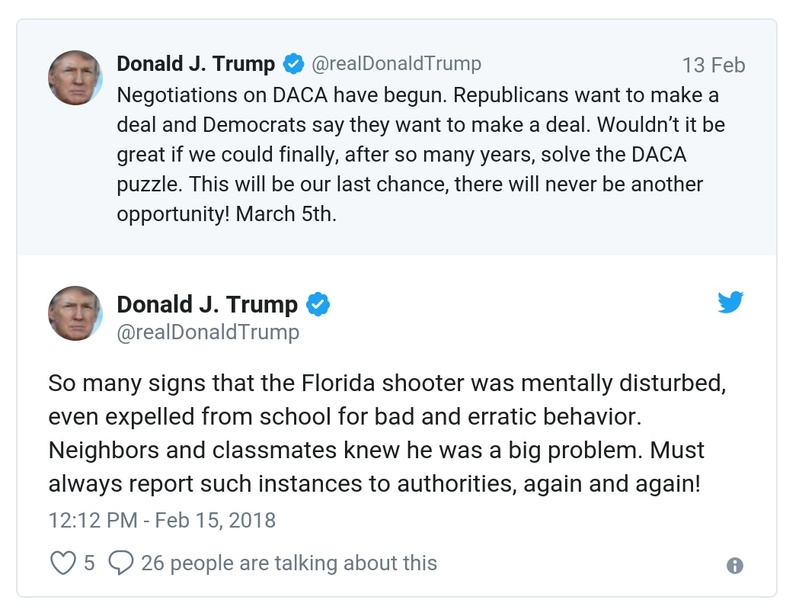 Donald J. Trump @realDonaldTrump 13 Feb
Negotiations on DACA have begun. Republicans want to make a
deal and Democrats say they want to make a deal. Wouldn’t it be
great if we could finally, after so many years, solve the DACA
puzzle. This will be our last chance, there will never be another
opportunity! March 5th.
Donald J. Trump
@realDonaldTrump
So many signs that the Florida shooter was mentally disturbed,
even expelled from school for bad and erratic behavior.
Neighbors and classmates knew he was a big problem. Must
always report such instances to authorities, again and again!
12:12 PM - Feb 15, 2018
5 26 people are talking about this